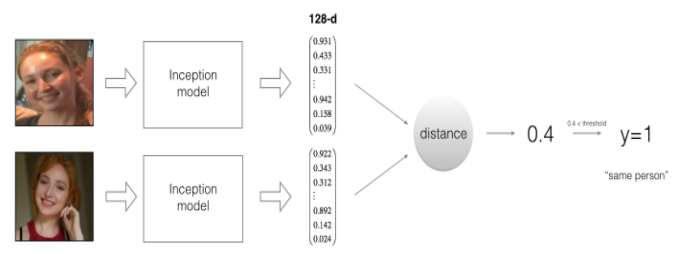 128-d
Inception
model
0.931
0.433
0.331
⋮
0.942
0.158
0.039
distance
0.4
0.4 < threshold
y=1
"same person"
Inception
model
0.922
0.343
0.312
⋮
0.892
0.142
0.024